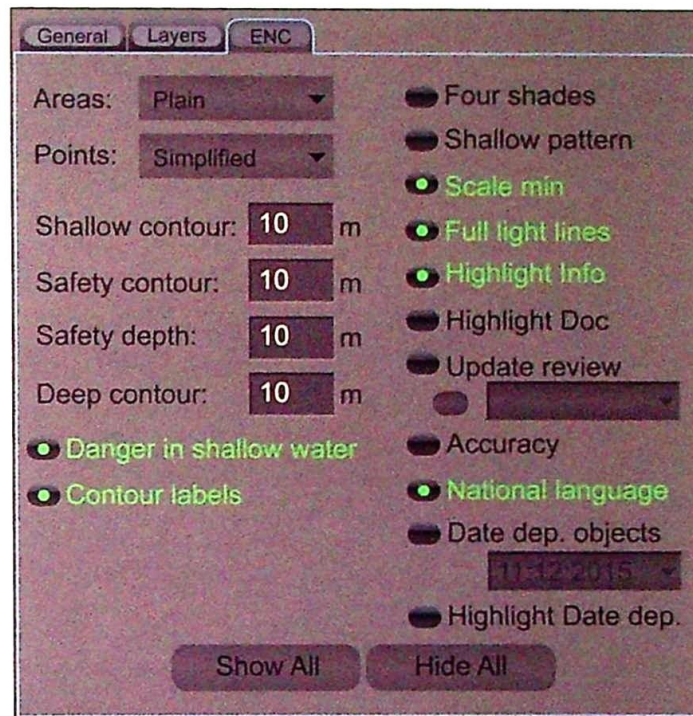 General Layers ENC
Areas: Plain
Points: Simplified
Shallow contour: 10 m
Safety contour: 10 m
Safety depth: 10 m
Deep contour: 10 m
Danger in shallow water
Contour labels
Four shades
Shallow pattern
Scale min
Full light lines
Highlight Info
Highlight Doc
Update review
Accuracy
National language
Date dep. objects
11:12:2015
Highlight Date dep.
Show All Hide All